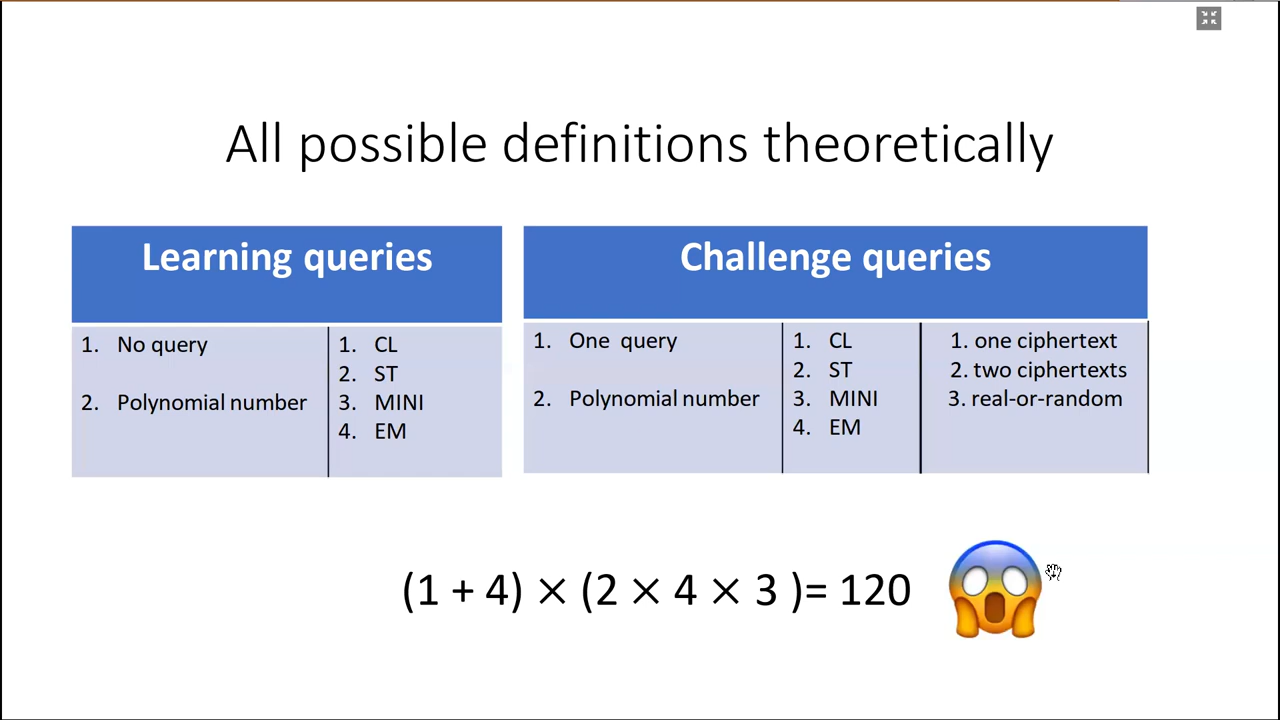 All possible definitions theoretically
Learning queries
1. No query
2. Polynomial number
1. CL
2. ST
3. MINI
4. EM
Challenge queries
1. One query
2. Polynomial number
1. CL
2. ST
3. MINI
4. EM
1. one ciphertext
2. two ciphertexts
3. real-or-random
(1 + 4) × (2 × 4 × 3 )= 120